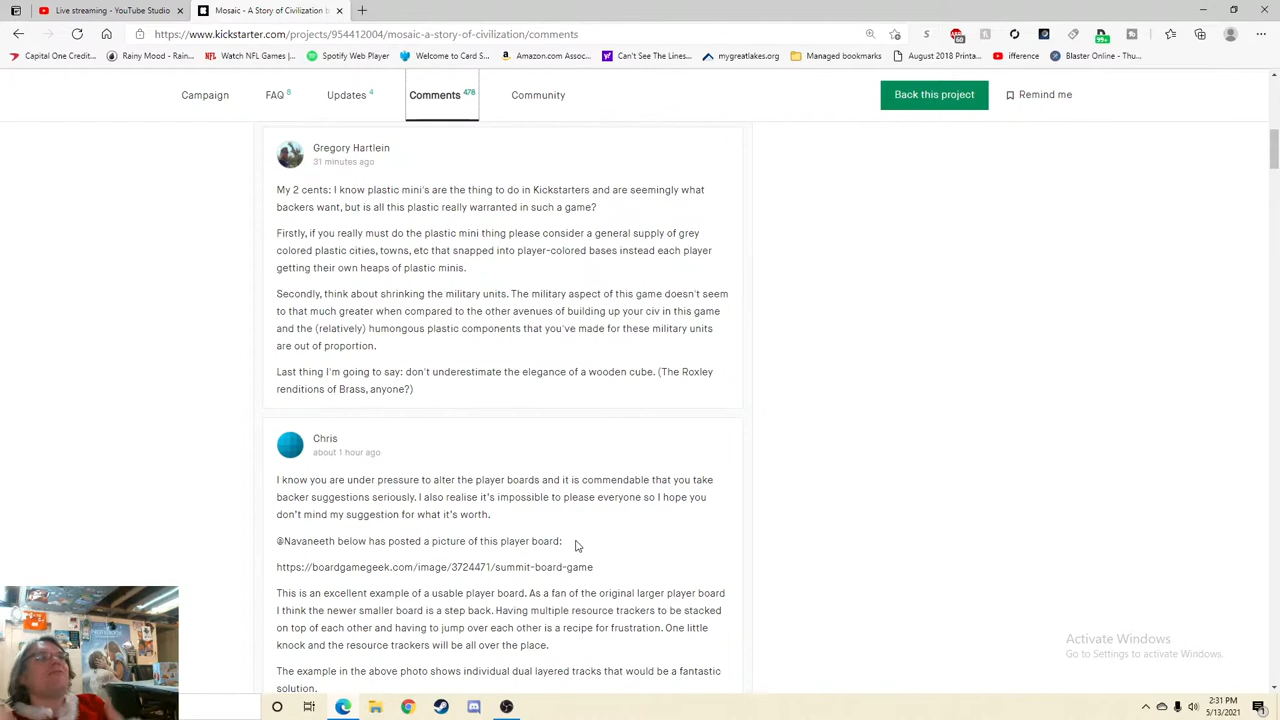 Live streaming - YouTube Studio
Mosaic - A Story of Civilization b
https://www.kickstarter.com/projects/954412004/mosaic-a-story-of-civilization/comments
Capital One Credit...
Rainy Mood - Rain...
Watch NFL Games |...
Spotify Web Player
Welcome to Card S...
Amazon.com Assoc...
Can't See The Lines...
mygreatlakes.org
Managed bookmarks
August 2018 Printa...
ifference
Blaster Online - Thu...
Campaign
FAQ 8
Updates 4
Comments 478
Community
Back this project
Remind me
Gregory Hartlein
31 minutes ago
My 2 cents: I know plastic mini's are the thing to do in Kickstarters and are seemingly what
backers want, but is all this plastic really warranted in such a game?
Firstly, if you really must do the plastic mini thing please consider a general supply of grey
colored plastic cities, towns, etc that snapped into player-colored bases instead each player
getting their own heaps of plastic minis.
Secondly, think about shrinking the military units. The military aspect of this game doesn't seem
to that much greater when compared to the other avenues of building up your civ in this game
and the (relatively) humongous plastic components that you've made for these military units
are out of proportion.
Last thing I'm going to say: don't underestimate the elegance of a wooden cube. (The Roxley
renditions of Brass, anyone?)
Chris
about 1 hour ago
I know you are under pressure to alter the player boards and it is commendable that you take
backer suggestions seriously. I also realise it's impossible to please everyone so I hope you
don't mind my suggestion for what it's worth.
@Navaneeth below has posted a picture of this player board:
https://boardgamegeek.com/image/3724471/summit-board-game
This is an excellent example of a usable player board. As a fan of the original larger player board
I think the newer smaller board is a step back. Having multiple resource trackers to be stacked
on top of each other and having to jump over each other is a recipe for frustration. One little
knock and the resource trackers will be all over the place.
The example in the above photo shows individual dual layered tracks that would be a fantastic
solution.
Activate Windows
Go to Settings to activate Windows.
2:31 PM
5/13/2021